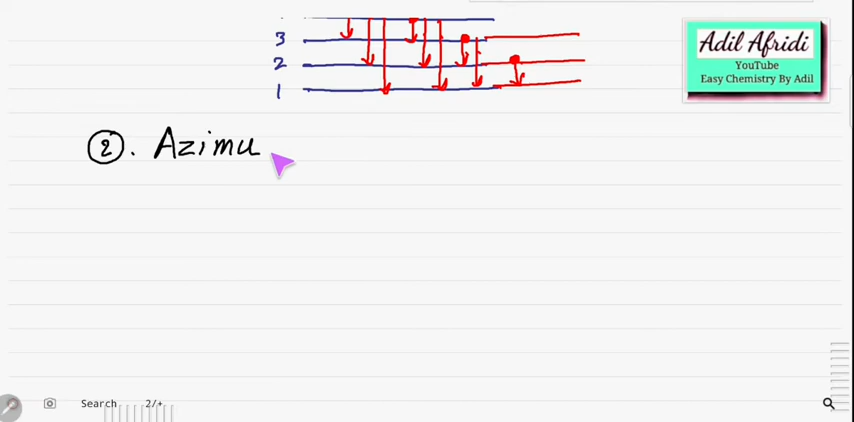 3
2
1
Adil Afridi
YouTube
Easy Chemistry By Adil
2. Azimu
Search 2/+